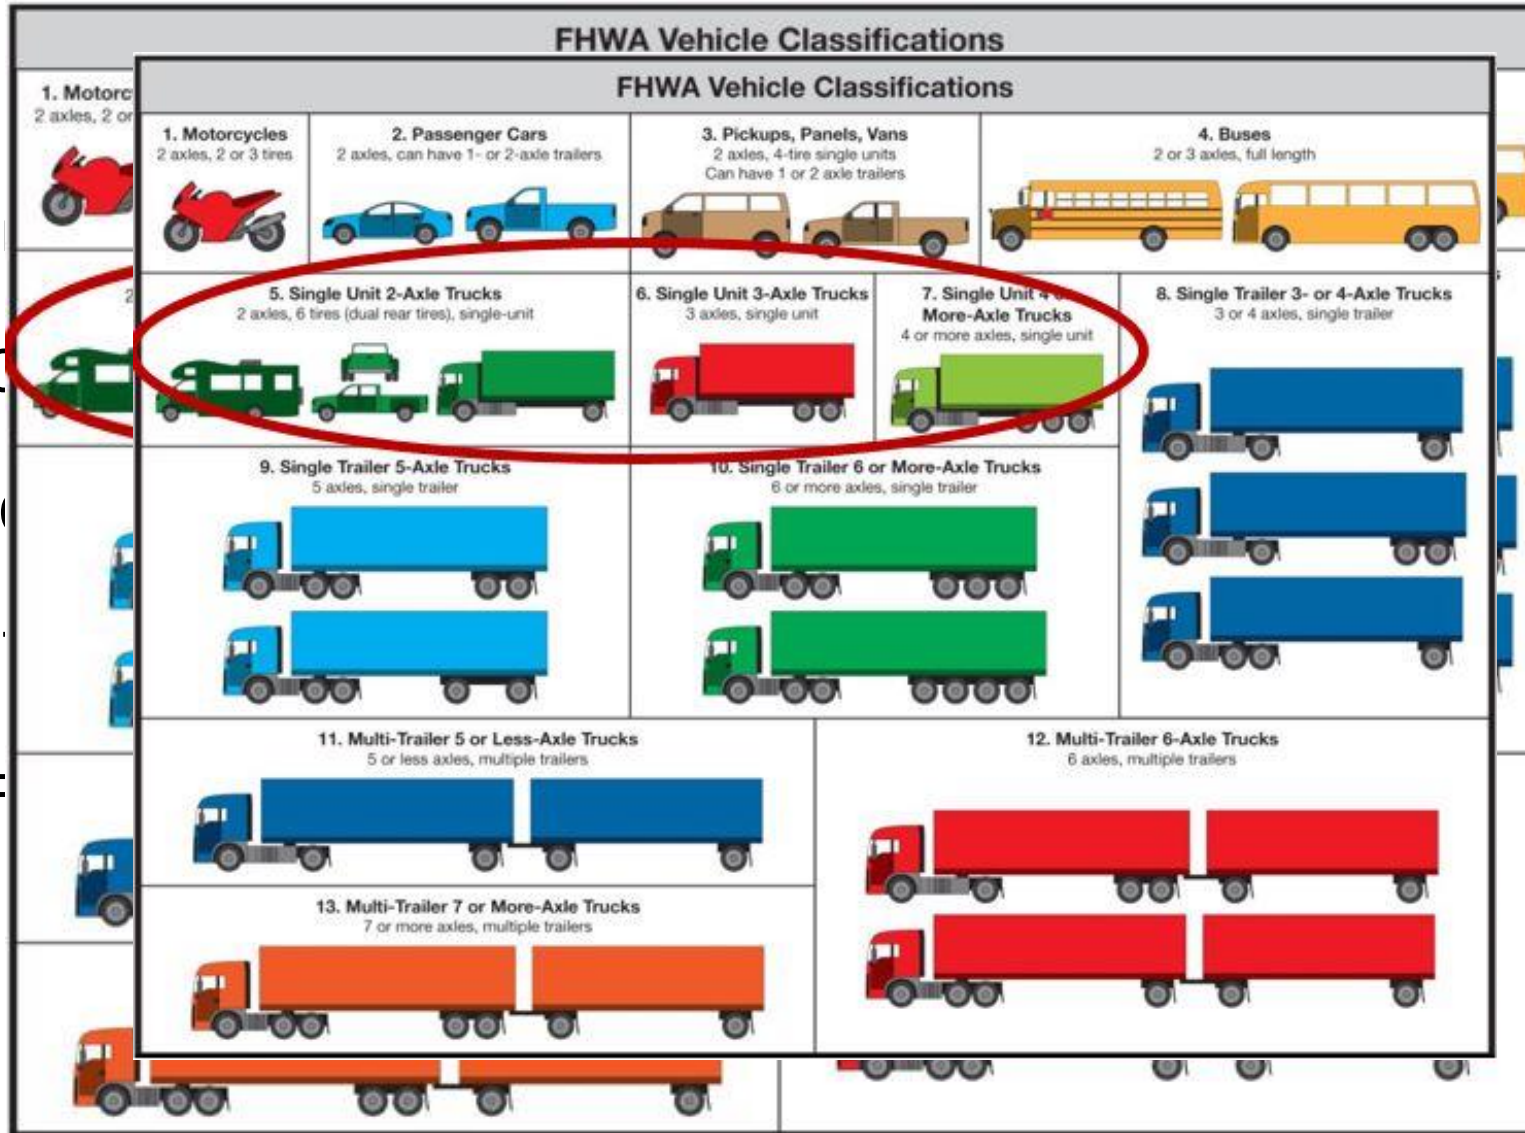 FHWA Vehicle Classifications
1. Motorc
2 axles, 2 or
FHWA Vehicle Classifications
1. Motorcycles
2 axles, 2 or 3 tires
2. Passenger Cars
2 axles, can have 1- or 2-axle trailers
3. Pickups, Panels, Vans
2 axles, 4-tire single units
Can have 1 or 2 axle trailers
4. Buses
2 or 3 axles, full length
5. Single Unit 2-Axle Trucks
2 axles, 6 tires (dual rear tires), single-unit
6. Single Unit 3-Axle Trucks
3 axles, single unit
7. Single Unit 4 or
More-Axle Trucks
4 or more axles, single unit
8. Single Trailer 3- or 4-Axle Trucks
3 or 4 axles, single trailer
9. Single Trailer 5-Axle Trucks
5 axles, single trailer
10. Single Trailer 6 or More-Axle Trucks
6 or more axles, single trailer
11. Multi-Trailer 5 or Less-Axle Trucks
5 or less axles, multiple trailers
12. Multi-Trailer 6-Axle Trucks
6 axles, multiple trailers
13. Multi-Trailer 7 or More-Axle Trucks
7 or more axles, multiple trailers